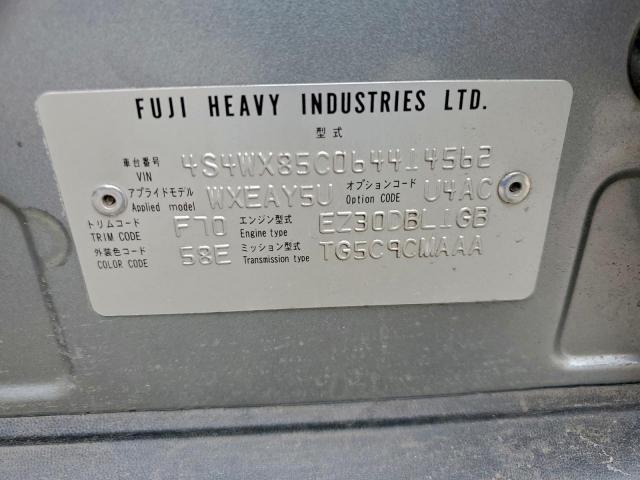 FUJI HEAVY INDUSTRIES LTD.
型式
車台番号 VIN 4S4WX85C064414562
アプライドモデル Applied model WXEAY5U オプションコード Option CODE U4AC
トリムコード TRIM CODE F70 エンジン型式 Engine type EZ30DBL1GB
外装色コード COLOR CODE 58E ミッション型式 Transmission type TG5C9CMAAA